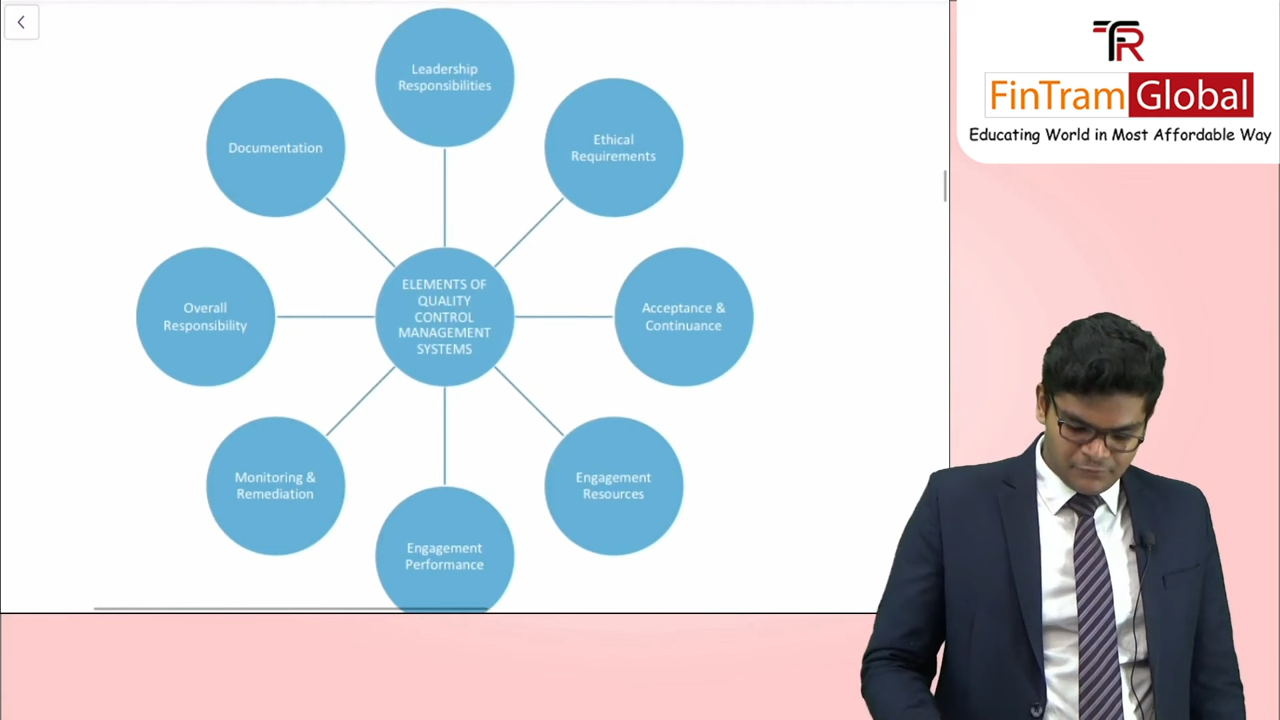 Leadership
Responsibilities
Ethical
Requirements
Acceptance &
Continuance
Engagement
Resources
Engagement
Performance
Monitoring &
Remediation
Overall
Responsibility
Documentation
ELEMENTS OF
QUALITY
CONTROL
MANAGEMENT
SYSTEMS
TR
FinTram Global
Educating World in Most Affordable Way